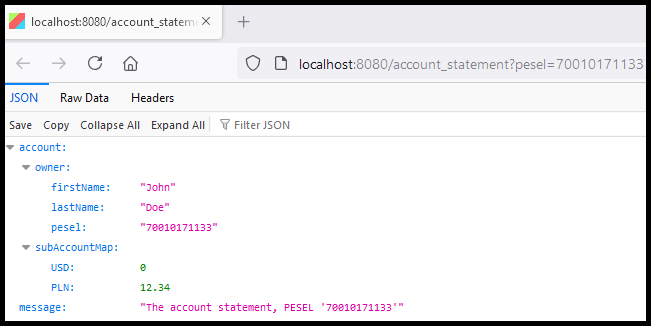 localhost:8080/account_stateme
localhost:8080/account_statement?pesel=70010171133
JSON Raw Data Headers
Save Copy Collapse All Expand All Filter JSON
account:
owner:
firstName: "John"
lastName: "Doe"
pesel: "70010171133"
subAccountMap:
USD: 0
PLN: 12.34
message: "The account statement, PESEL '70010171133'"